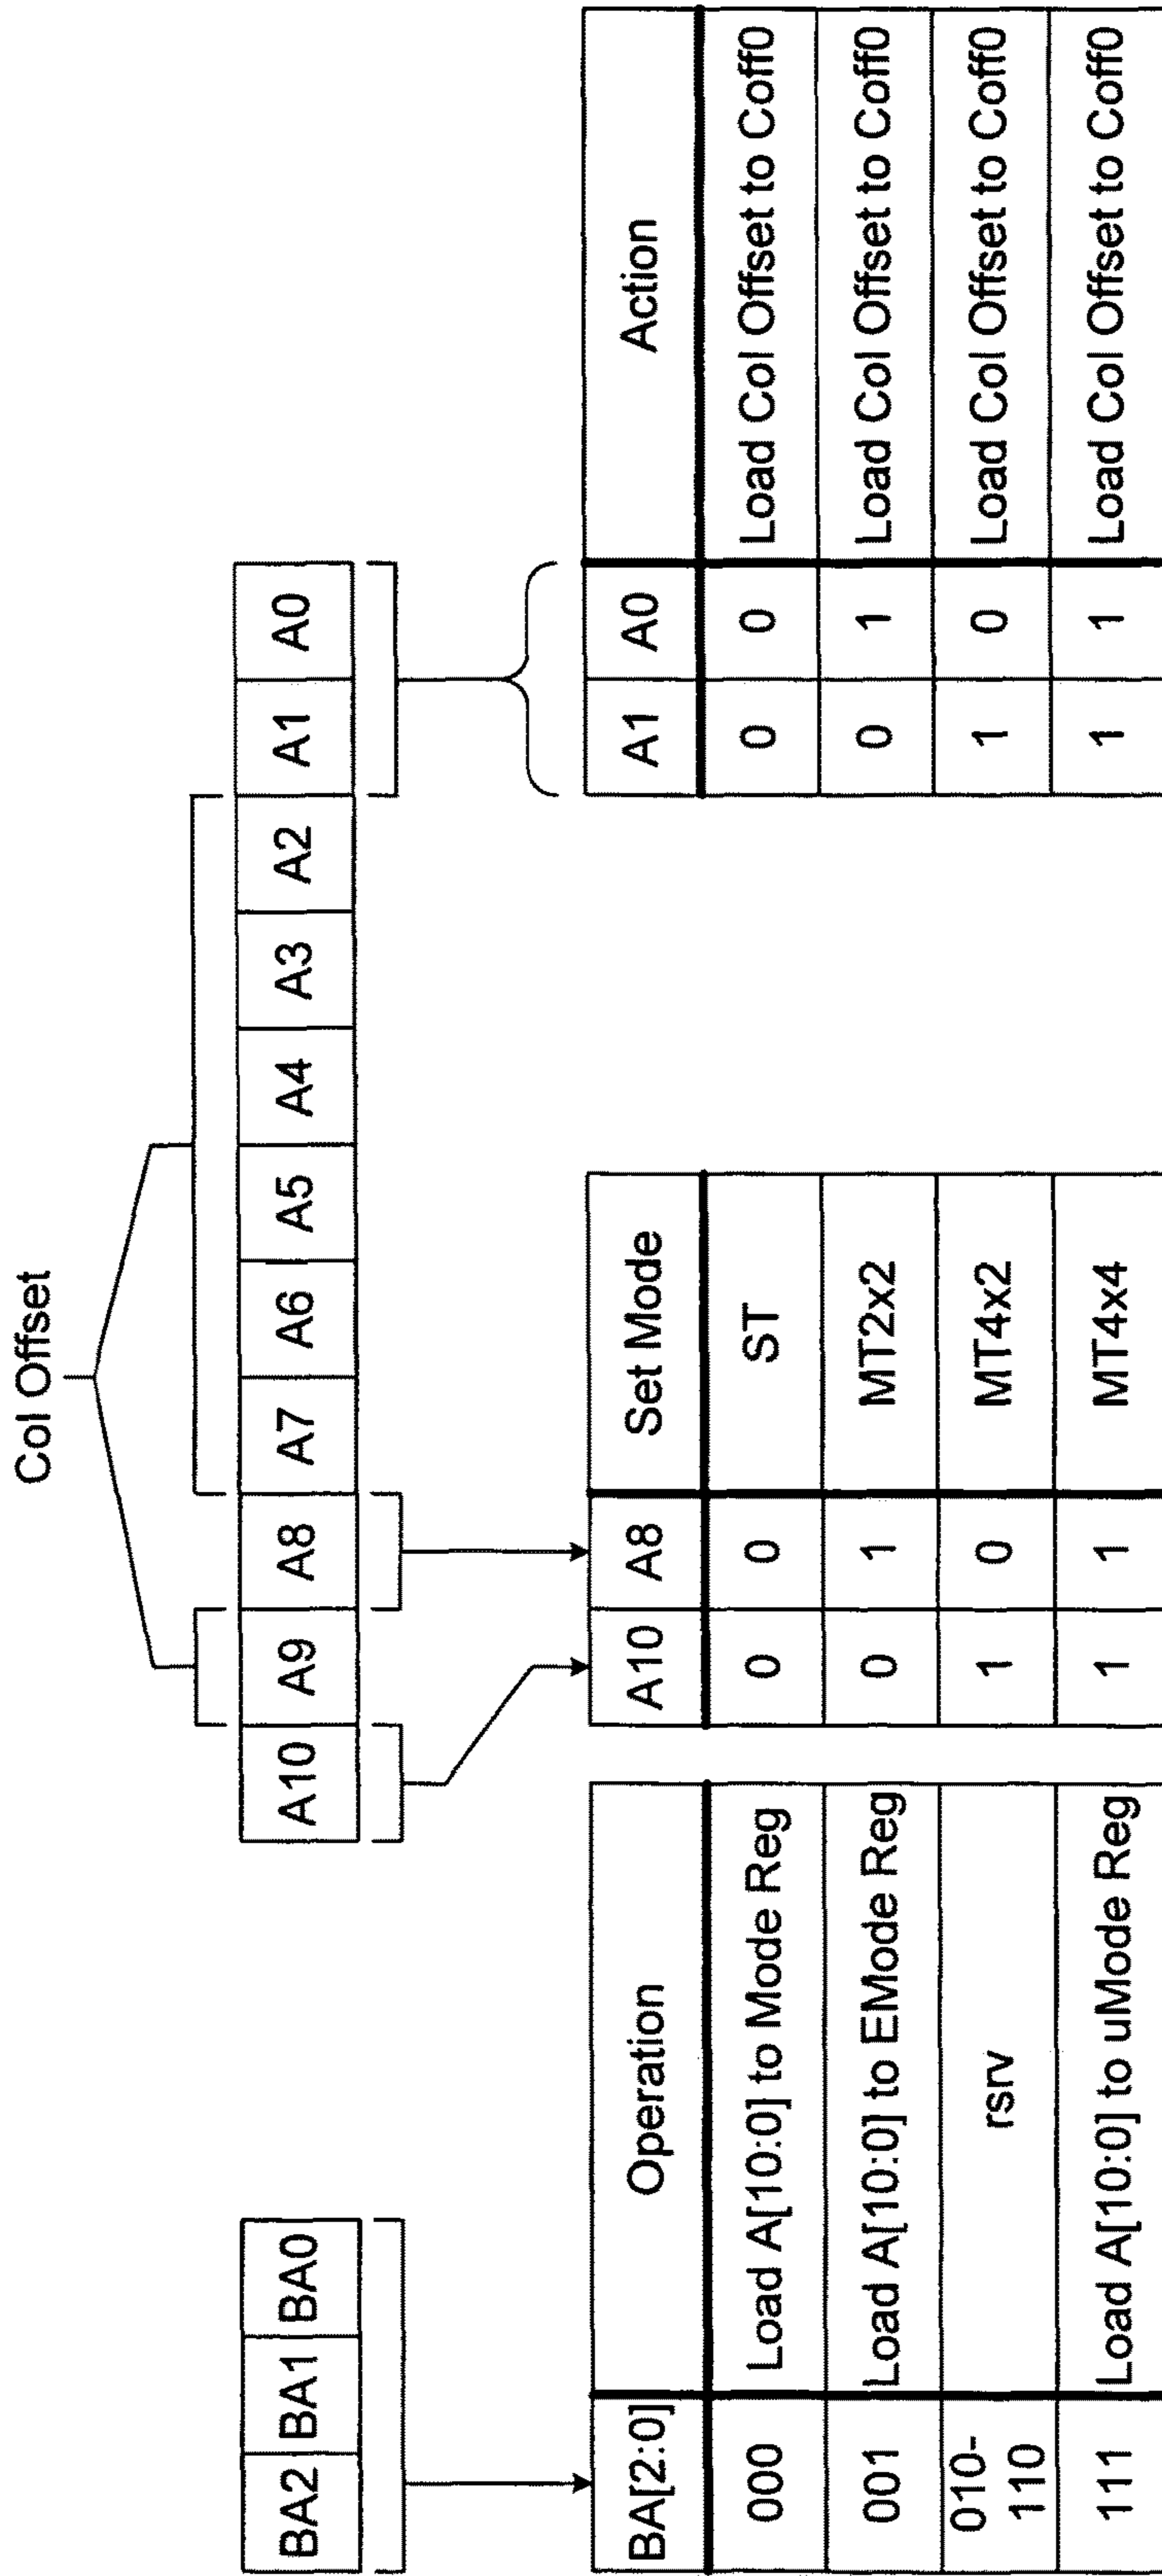 Col Offset
BA2 BA1 BA0
A10 A9 A8 A7 A6 A5 A4 A3 A2 A1 A0
BA[2:0] Operation
000 Load A[10:0] to Mode Reg
001 Load A[10:0] to EMode Reg
010-
110 rsrv
111 Load A[10:0] to uMode Reg
A10 A8 Set Mode
0 0 ST
0 1 MT2x2
1 0 MT4x2
1 1 MT4x4
A1 A0 Action
0 0 Load Col Offset to Coff0
0 1 Load Col Offset to Coff0
1 0 Load Col Offset to Coff0
1 1 Load Col Offset to Coff0